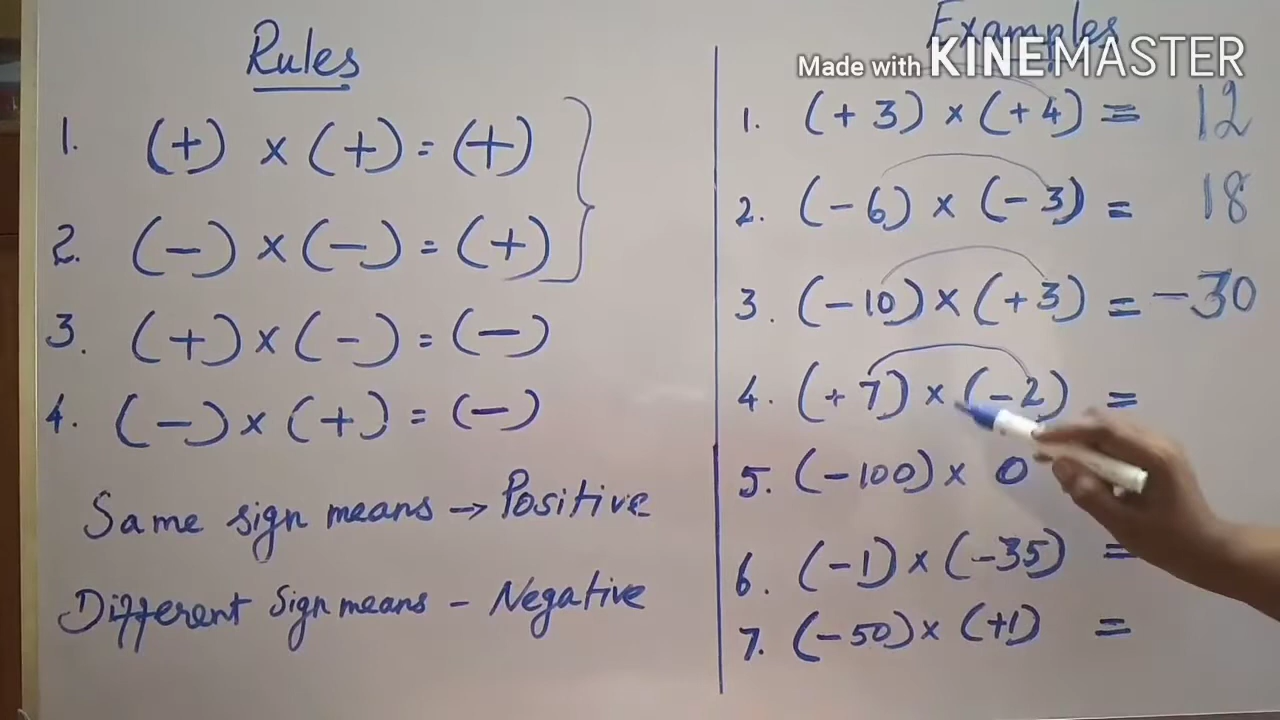 Rules
1. (+) × (+) = (+)
2. (-) × (-) = (+)
3. (+) × (-) = (-)
4. (-) × (+) = (-)
Same sign means → Positive
Different Sign means - Negative
Examples
Made with KINEMASTER
1. (+3) × (+4) = 12
2. (-6) × (-3) = 18
3. (-10) × (+3) = -30
4. (+7) × (-2) =
5. (-100) × 0
6. (-1) × (-35) =
7. (-50) × (+1) =